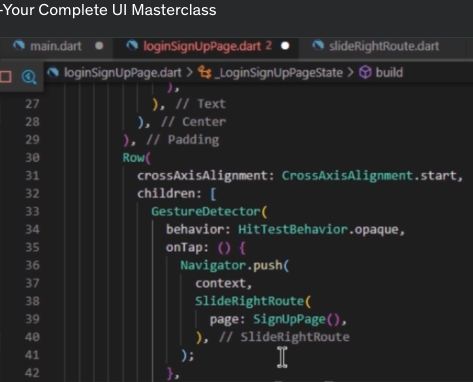 -Your Complete UI Masterclass
main.dart loginSignUpPage.dart 2 slideRightRoute.dart
loginSignUpPage.dart > _LoginSignUpPageState > build
),
27 ), // Text
28 ), // Center
29 ), // Padding
30 Row(
31 crossAxisAlignment: CrossAxisAlignment.start,
32 children: [
33 GestureDetector(
34 behavior: HitTestBehavior.opaque,
35 onTap: () {
36 Navigator.push(
37 context,
38 SlideRightRoute(
39 page: SignUpPage(),
40 ), // SlideRightRoute
41 );
42 },